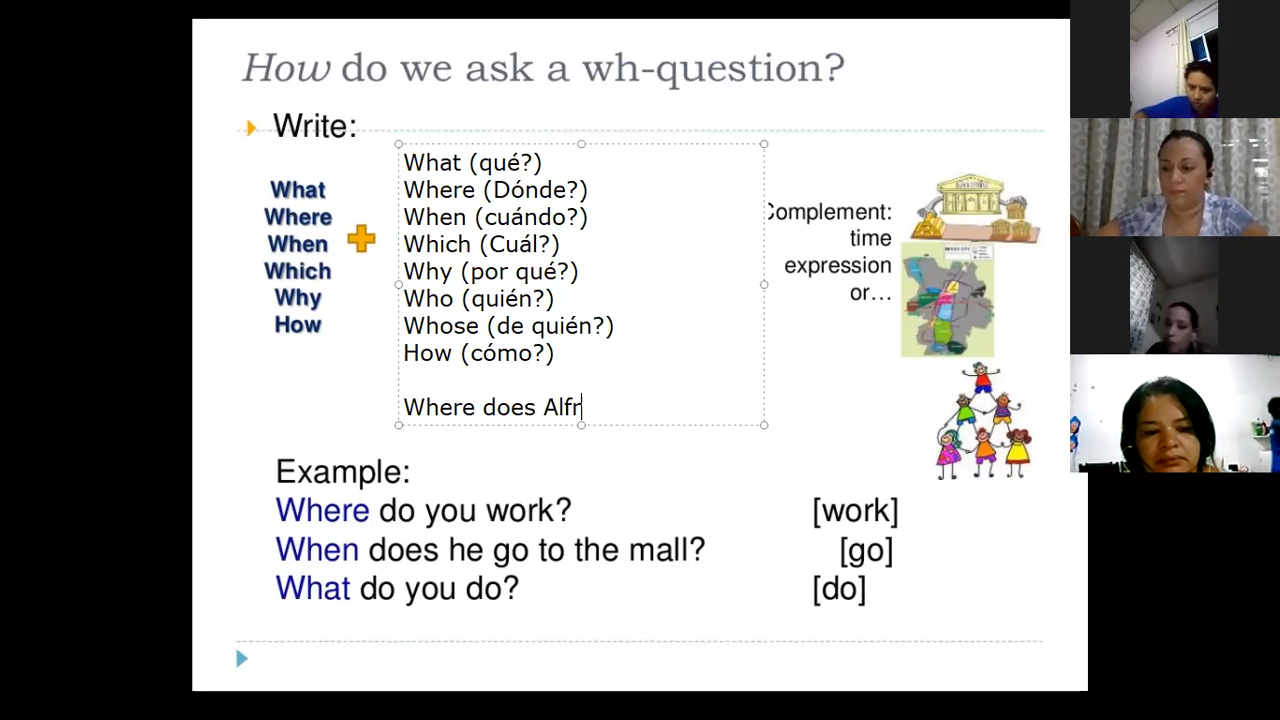 How do we ask a wh-question?
Write:
What
Where
When
Which
Why
How
What (qué?)
Where (Dónde?)
When (cuándo?)
Which (Cuál?)
Why (por qué?)
Who (quién?)
Whose (de quién?)
How (cómo?)
Where does Alfr
Complement:
time
expression
or…
Example:
Where do you work? [work]
When does he go to the mall? [go]
What do you do? [do]